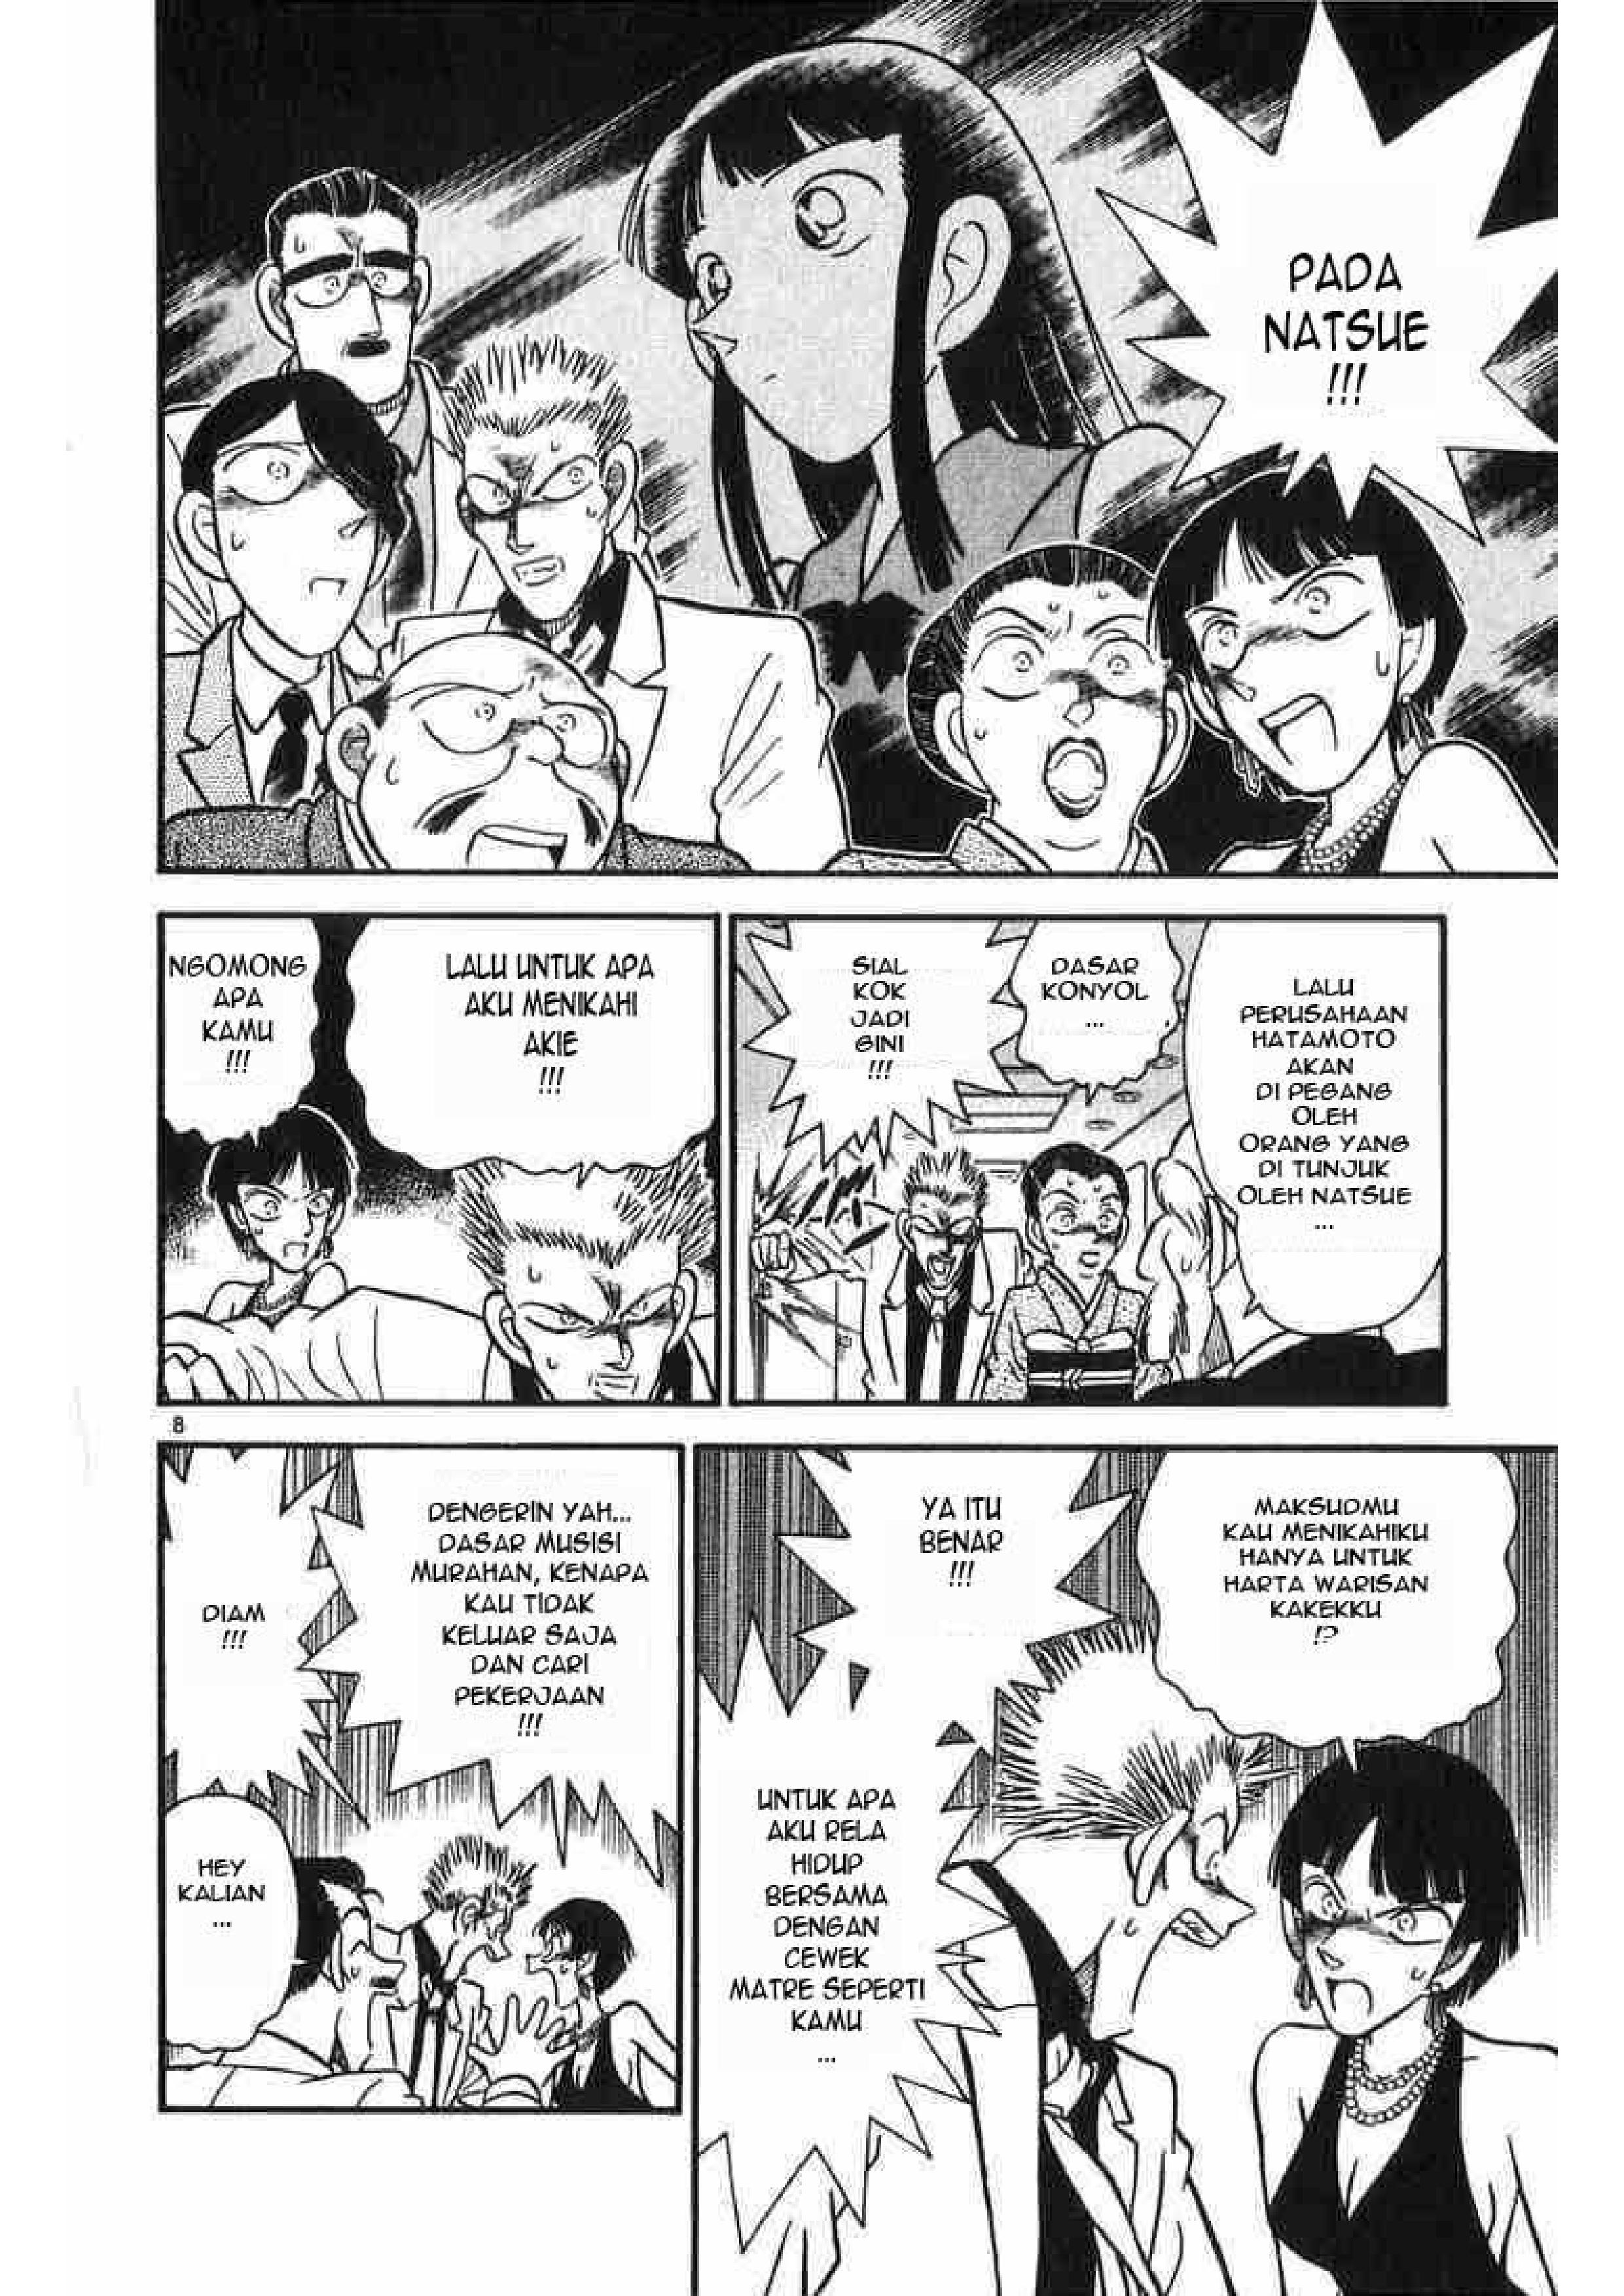 PADA
NATSUE
!!!
LALU
PERUSAHAAN
HATAMOTO
AKAN
DI PEGANG
OLEH
ORANG YANG
DI TUNJUK
OLEH NATSUE
...
DASAR
KONYOL
...
SIAL
KOK
JADI
GINI
!!!
LALU UNTUK APA
AKU MENIKAHI
AKIE
!!!
NGOMONG
APA
KAMU
!!!
8
MAKSUDMU
KAU MENIKAHIKU
HANYA UNTUK
HARTA WARISAN
KAKEKKU
!?
YA ITU
BENAR
!!!
UNTUK APA
AKU RELA
HIDUP
BERSAMA
DENGAN
CEWEK
MATRE SEPERTI
KAMU
...
DENGERIN YAH...
DASAR MUSISI
MURAHAN, KENAPA
KAU TIDAK
KELUAR SAJA
DAN CARI
PEKERJAAN
!!!
DIAM
!!!
HEY
KALIAN
...